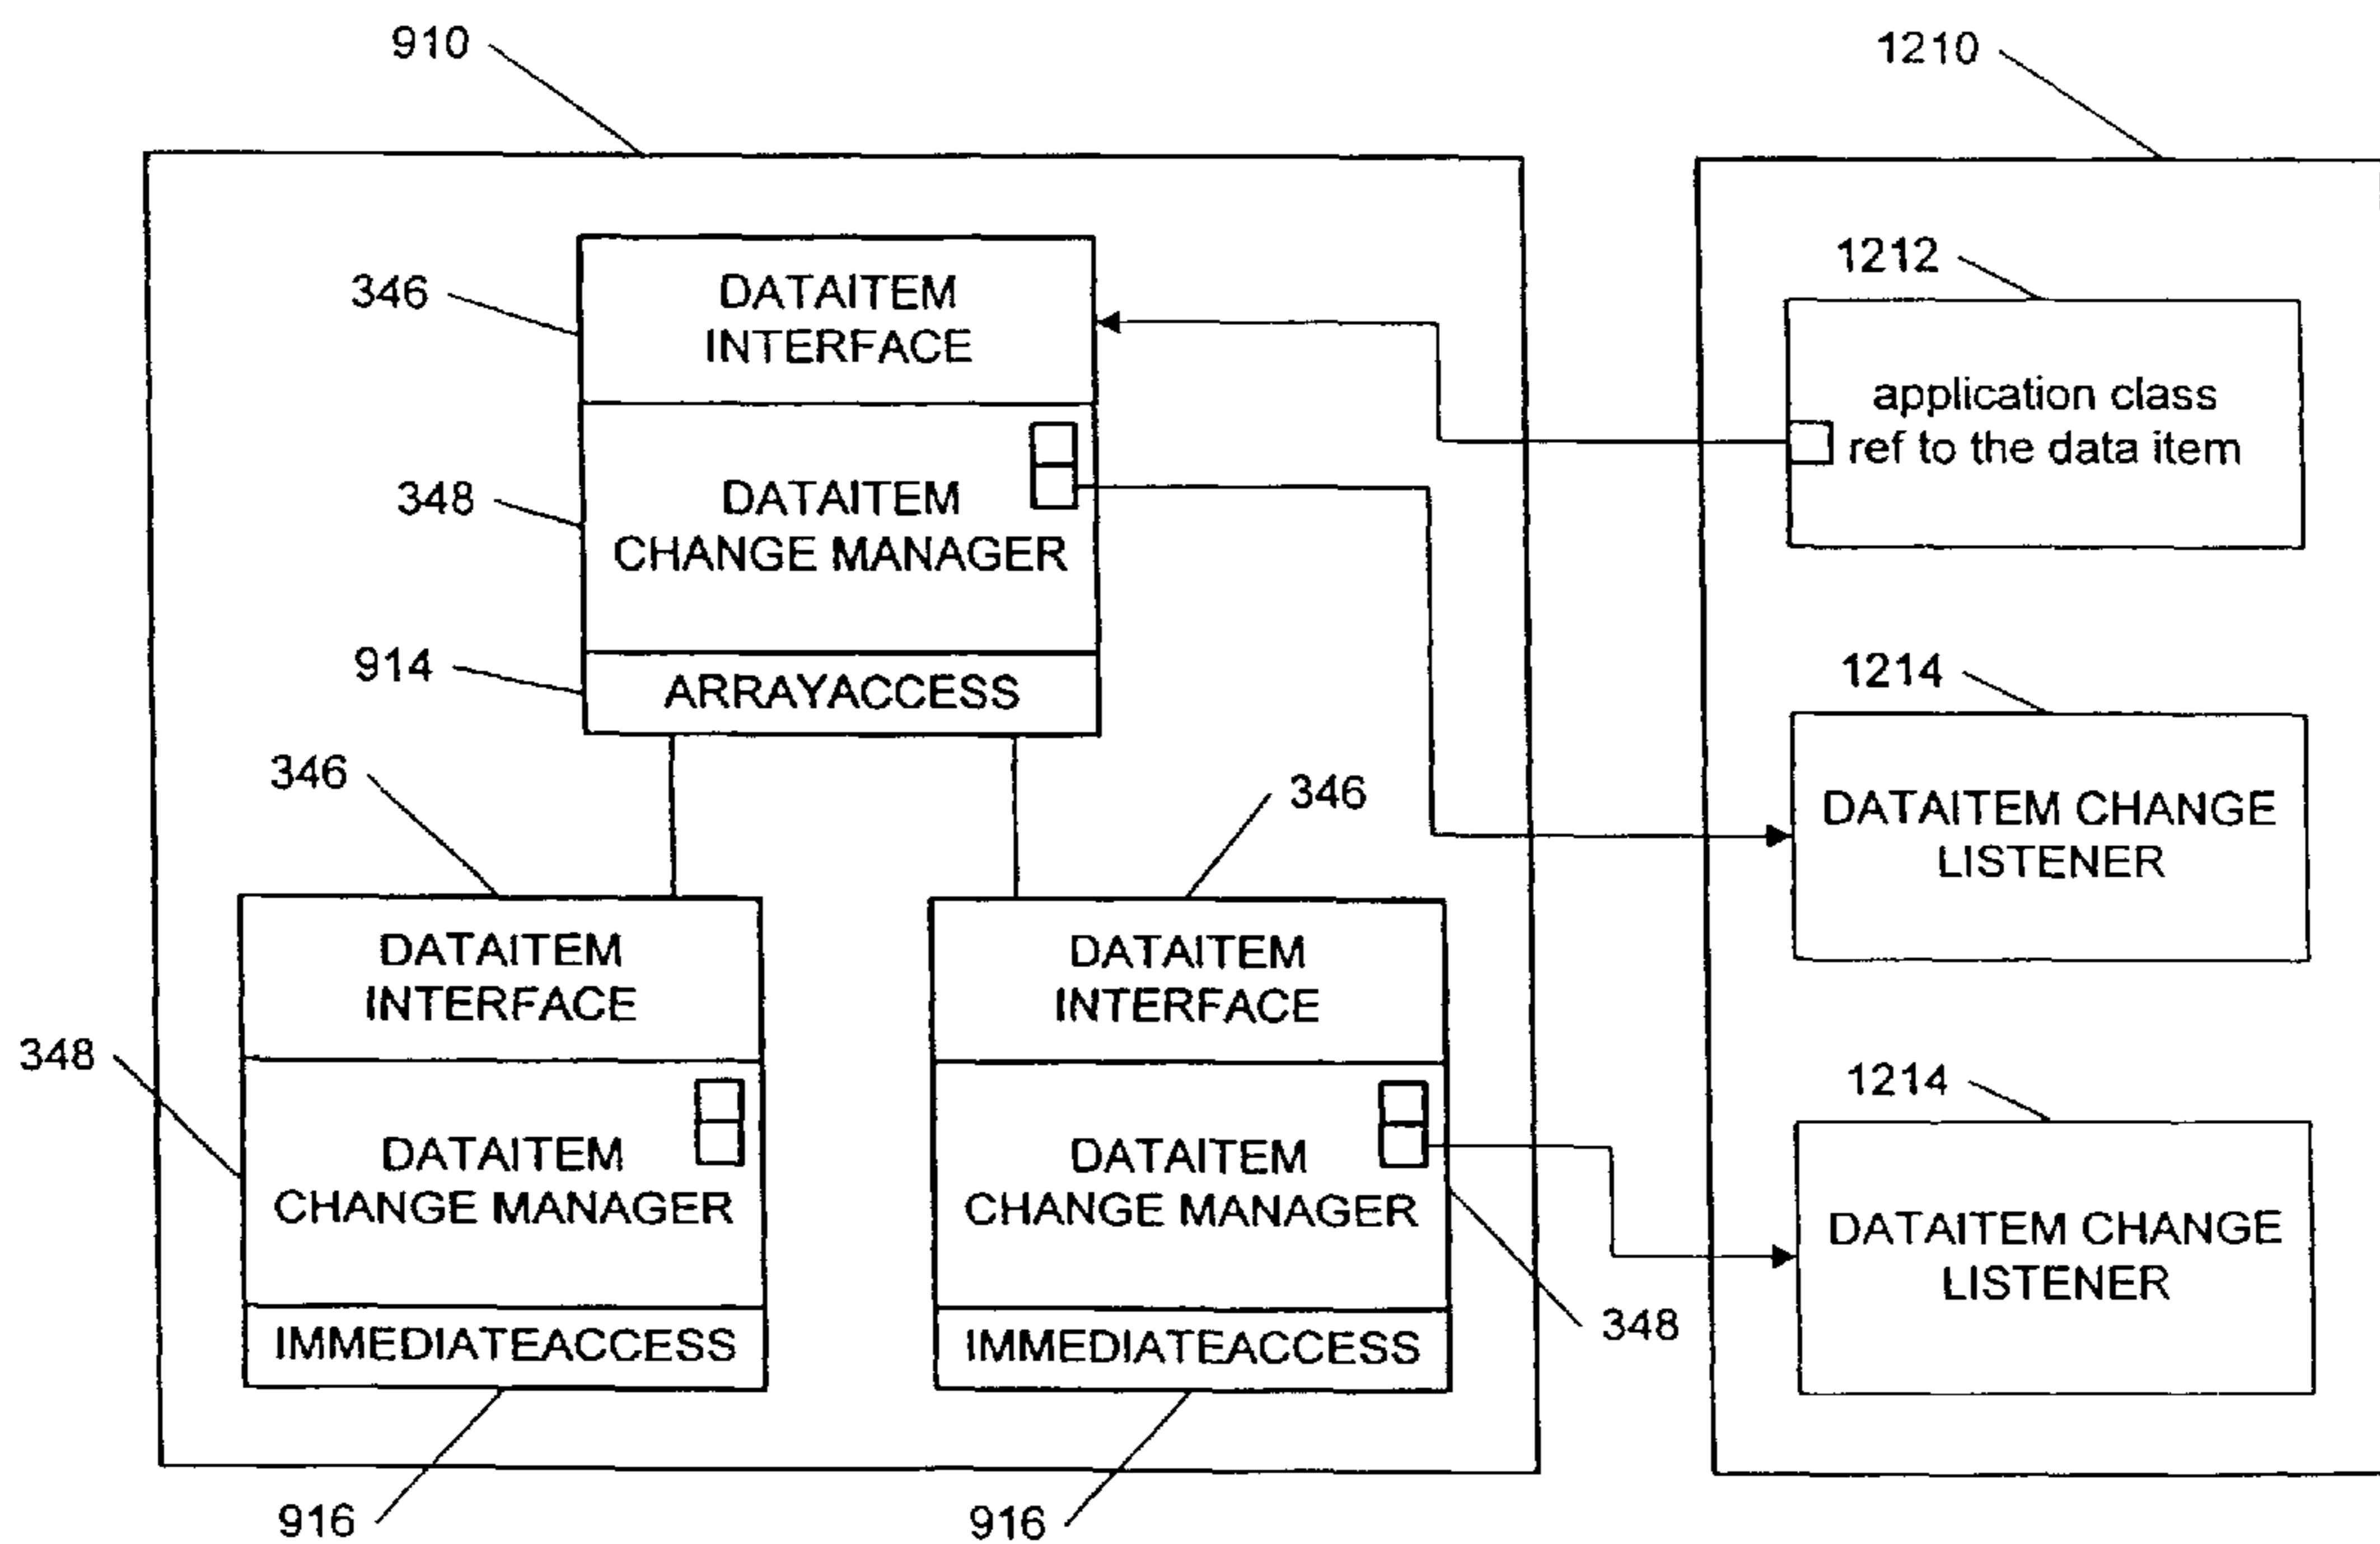 910
1210
1212
346
DATAITEM
INTERFACE
application class
ref to the data item
348
DATAITEM
CHANGE MANAGER
914
ARRAYACCESS
1214
DATAITEM CHANGE
LISTENER
346
346
DATAITEM
INTERFACE
DATAITEM
INTERFACE
348
DATAITEM
CHANGE MANAGER
DATAITEM
CHANGE MANAGER
1214
DATAITEM CHANGE
LISTENER
348
IMMEDIATEACCESS
IMMEDIATEACCESS
916
916